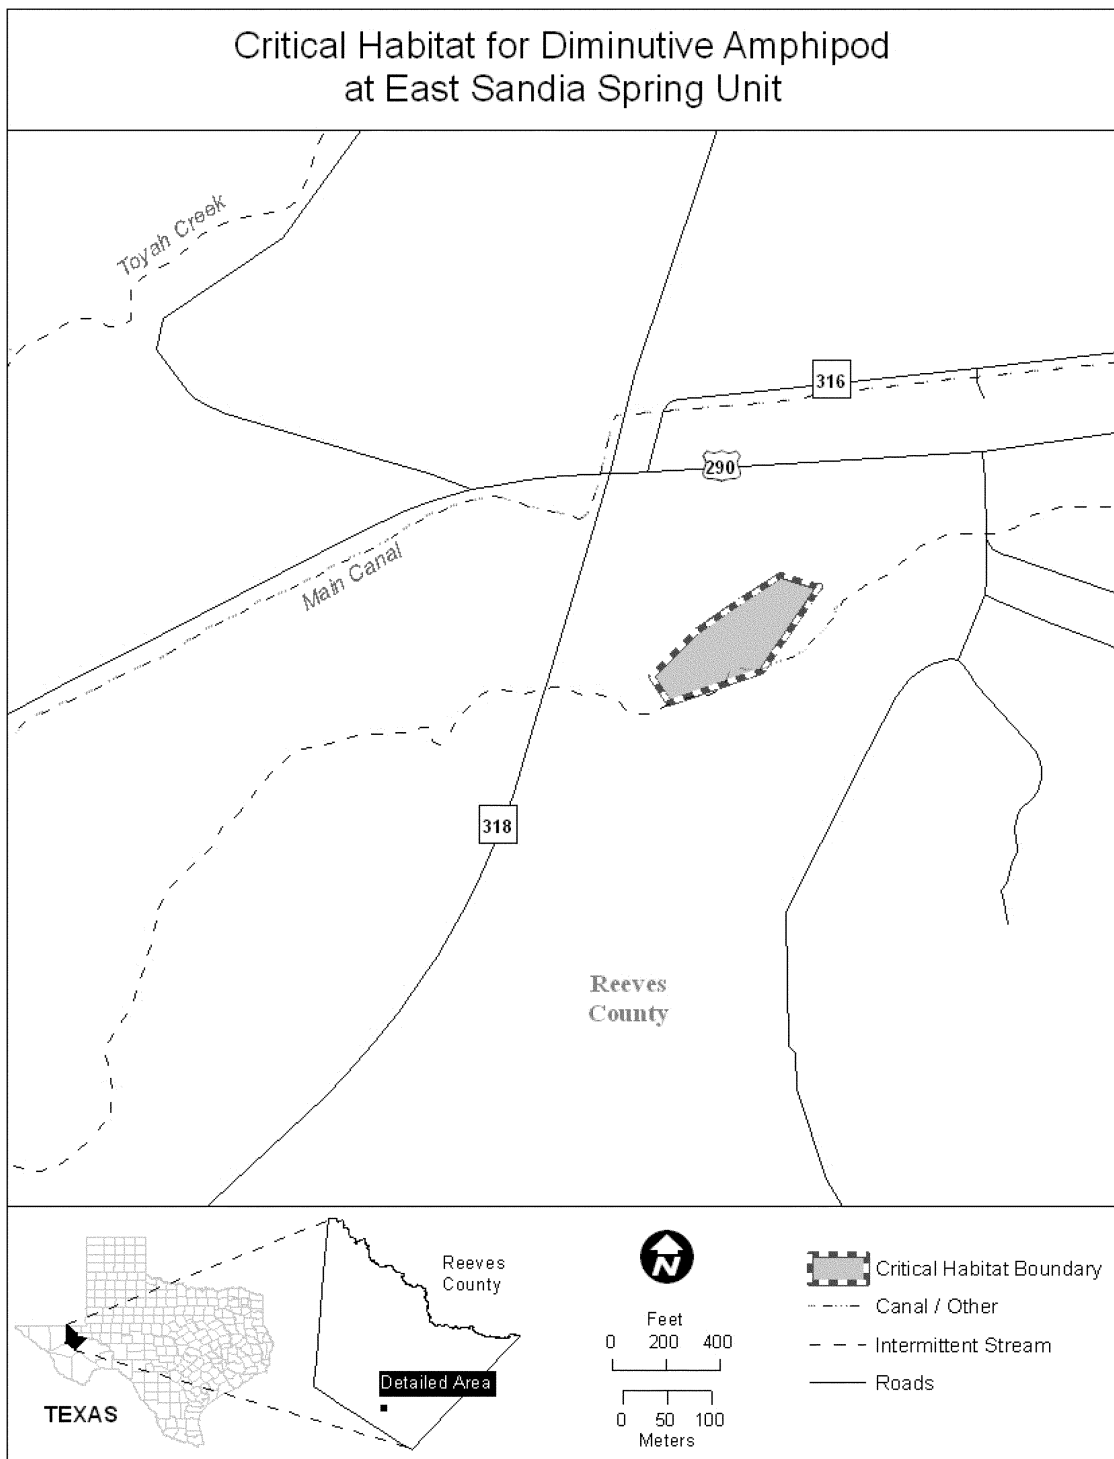 Critical Habitat for Diminutive Amphipod
at East Sandia Spring Unit
Toyah Creek
316
290
Main Canal
318
Reeves
County
Reeves
County
Detailed Area
TEXAS
N
Feet
0 200 400
0 50 100
Meters
Critical Habitat Boundary
Canal / Other
Intermittent Stream
Roads